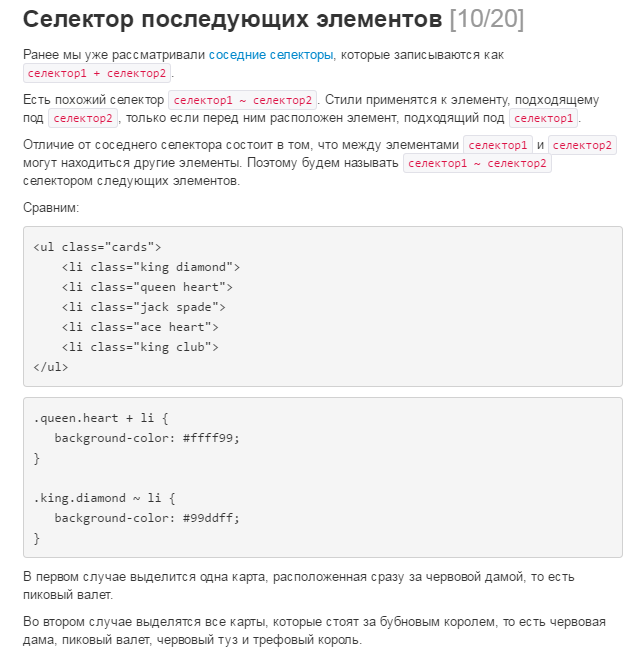 Селектор последующих элементов [10/20]
Ранее мы уже рассматривали соседние селекторы, которые записываются как
селектор1 + селектор2.
Есть похожий селектор селектор1 ~ селектор2. Стили применятся к элементу, подходящему
под селектор2, только если перед ним расположен элемент, подходящий под селектор1.
Отличие от соседнего селектора состоит в том, что между элементами селектор1 и селектор2
могут находиться другие элементы. Поэтому будем называть селектор1 ~ селектор2
селектором следующих элементов.
Сравним:
<ul class="cards">
    <li class="king diamond">
    <li class="queen heart">
    <li class="jack spade">
    <li class="ace heart">
    <li class="king club">
</ul>
.queen.heart + li {
   background-color: #ffff99;
}
.king.diamond ~ li {
   background-color: #99ddff;
}
В первом случае выделится одна карта, расположенная сразу за червовой дамой, то есть
пиковый валет.
Во втором случае выделятся все карты, которые стоят за бубновым королем, то есть червовая
дама, пиковый валет, червовый туз и трефовый король.